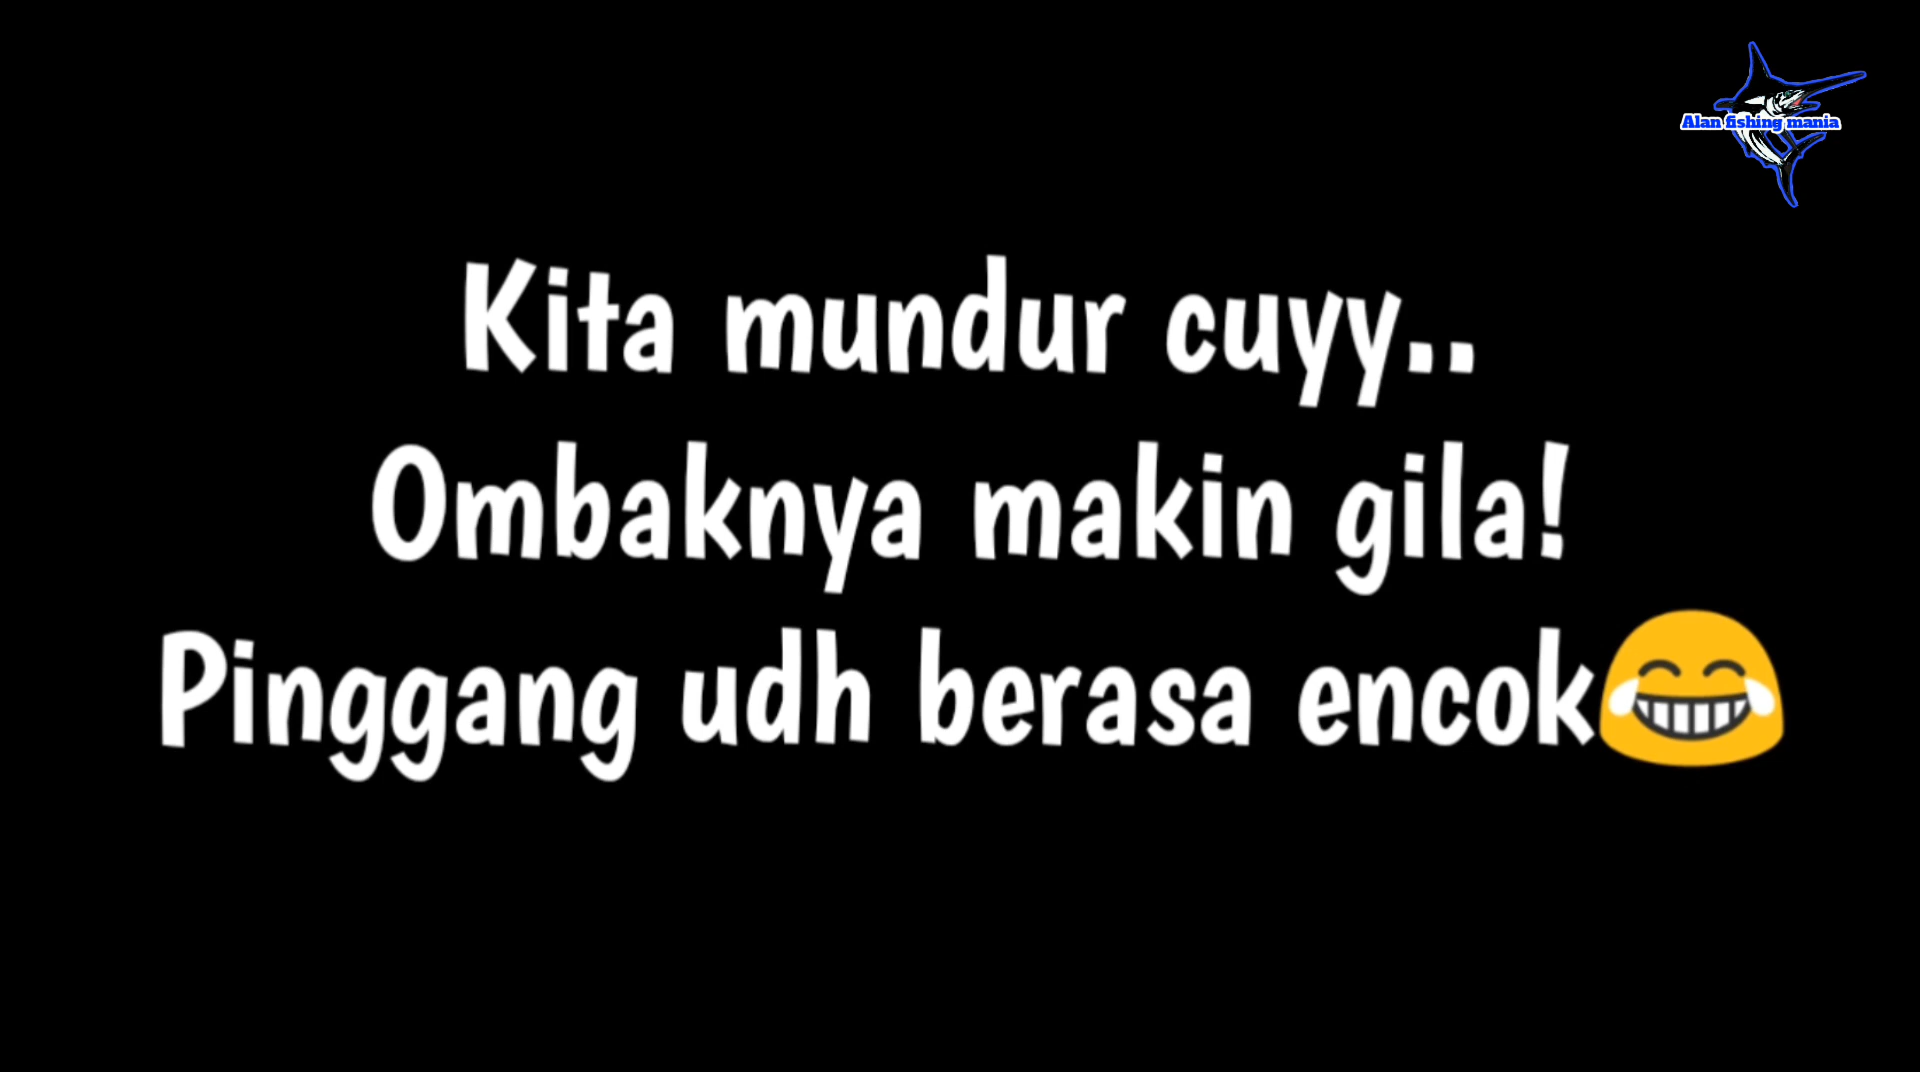 Alan fishing mania
Kita mundur cuyy..
Ombaknya makin gila!
Pinggang udh berasa encok😂